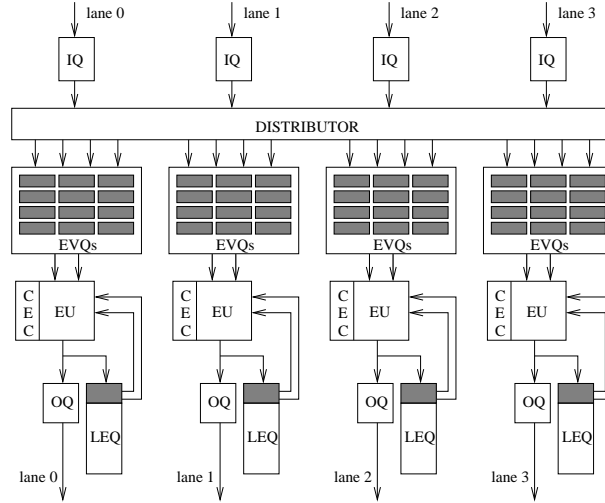 lane 0 lane 1 lane 2 lane 3
IQ IQ IQ IQ
DISTRIBUTOR
EVQs EVQs EVQs EVQs
C C C C
E EU E EU E EU E EU
C C C C
OQ OQ OQ OQ
LEQ LEQ LEQ LEQ
lane 0 lane 1 lane 2 lane 3